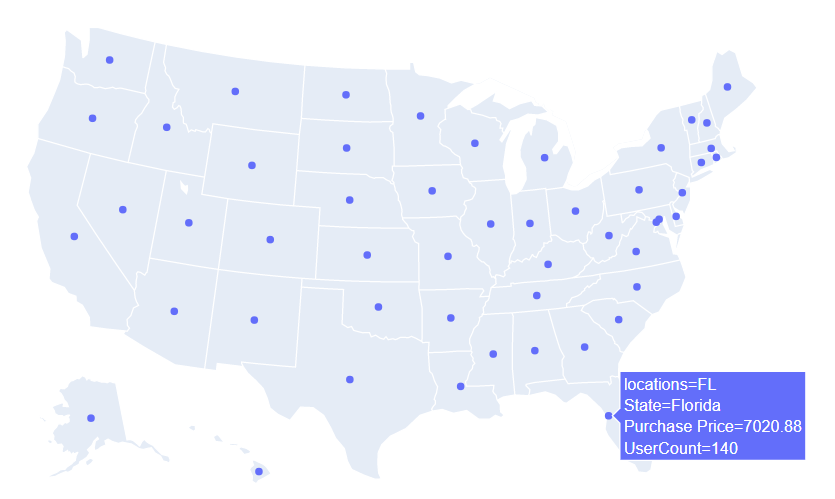 locations=FL
State=Florida
Purchase Price=7020.88
UserCount=140